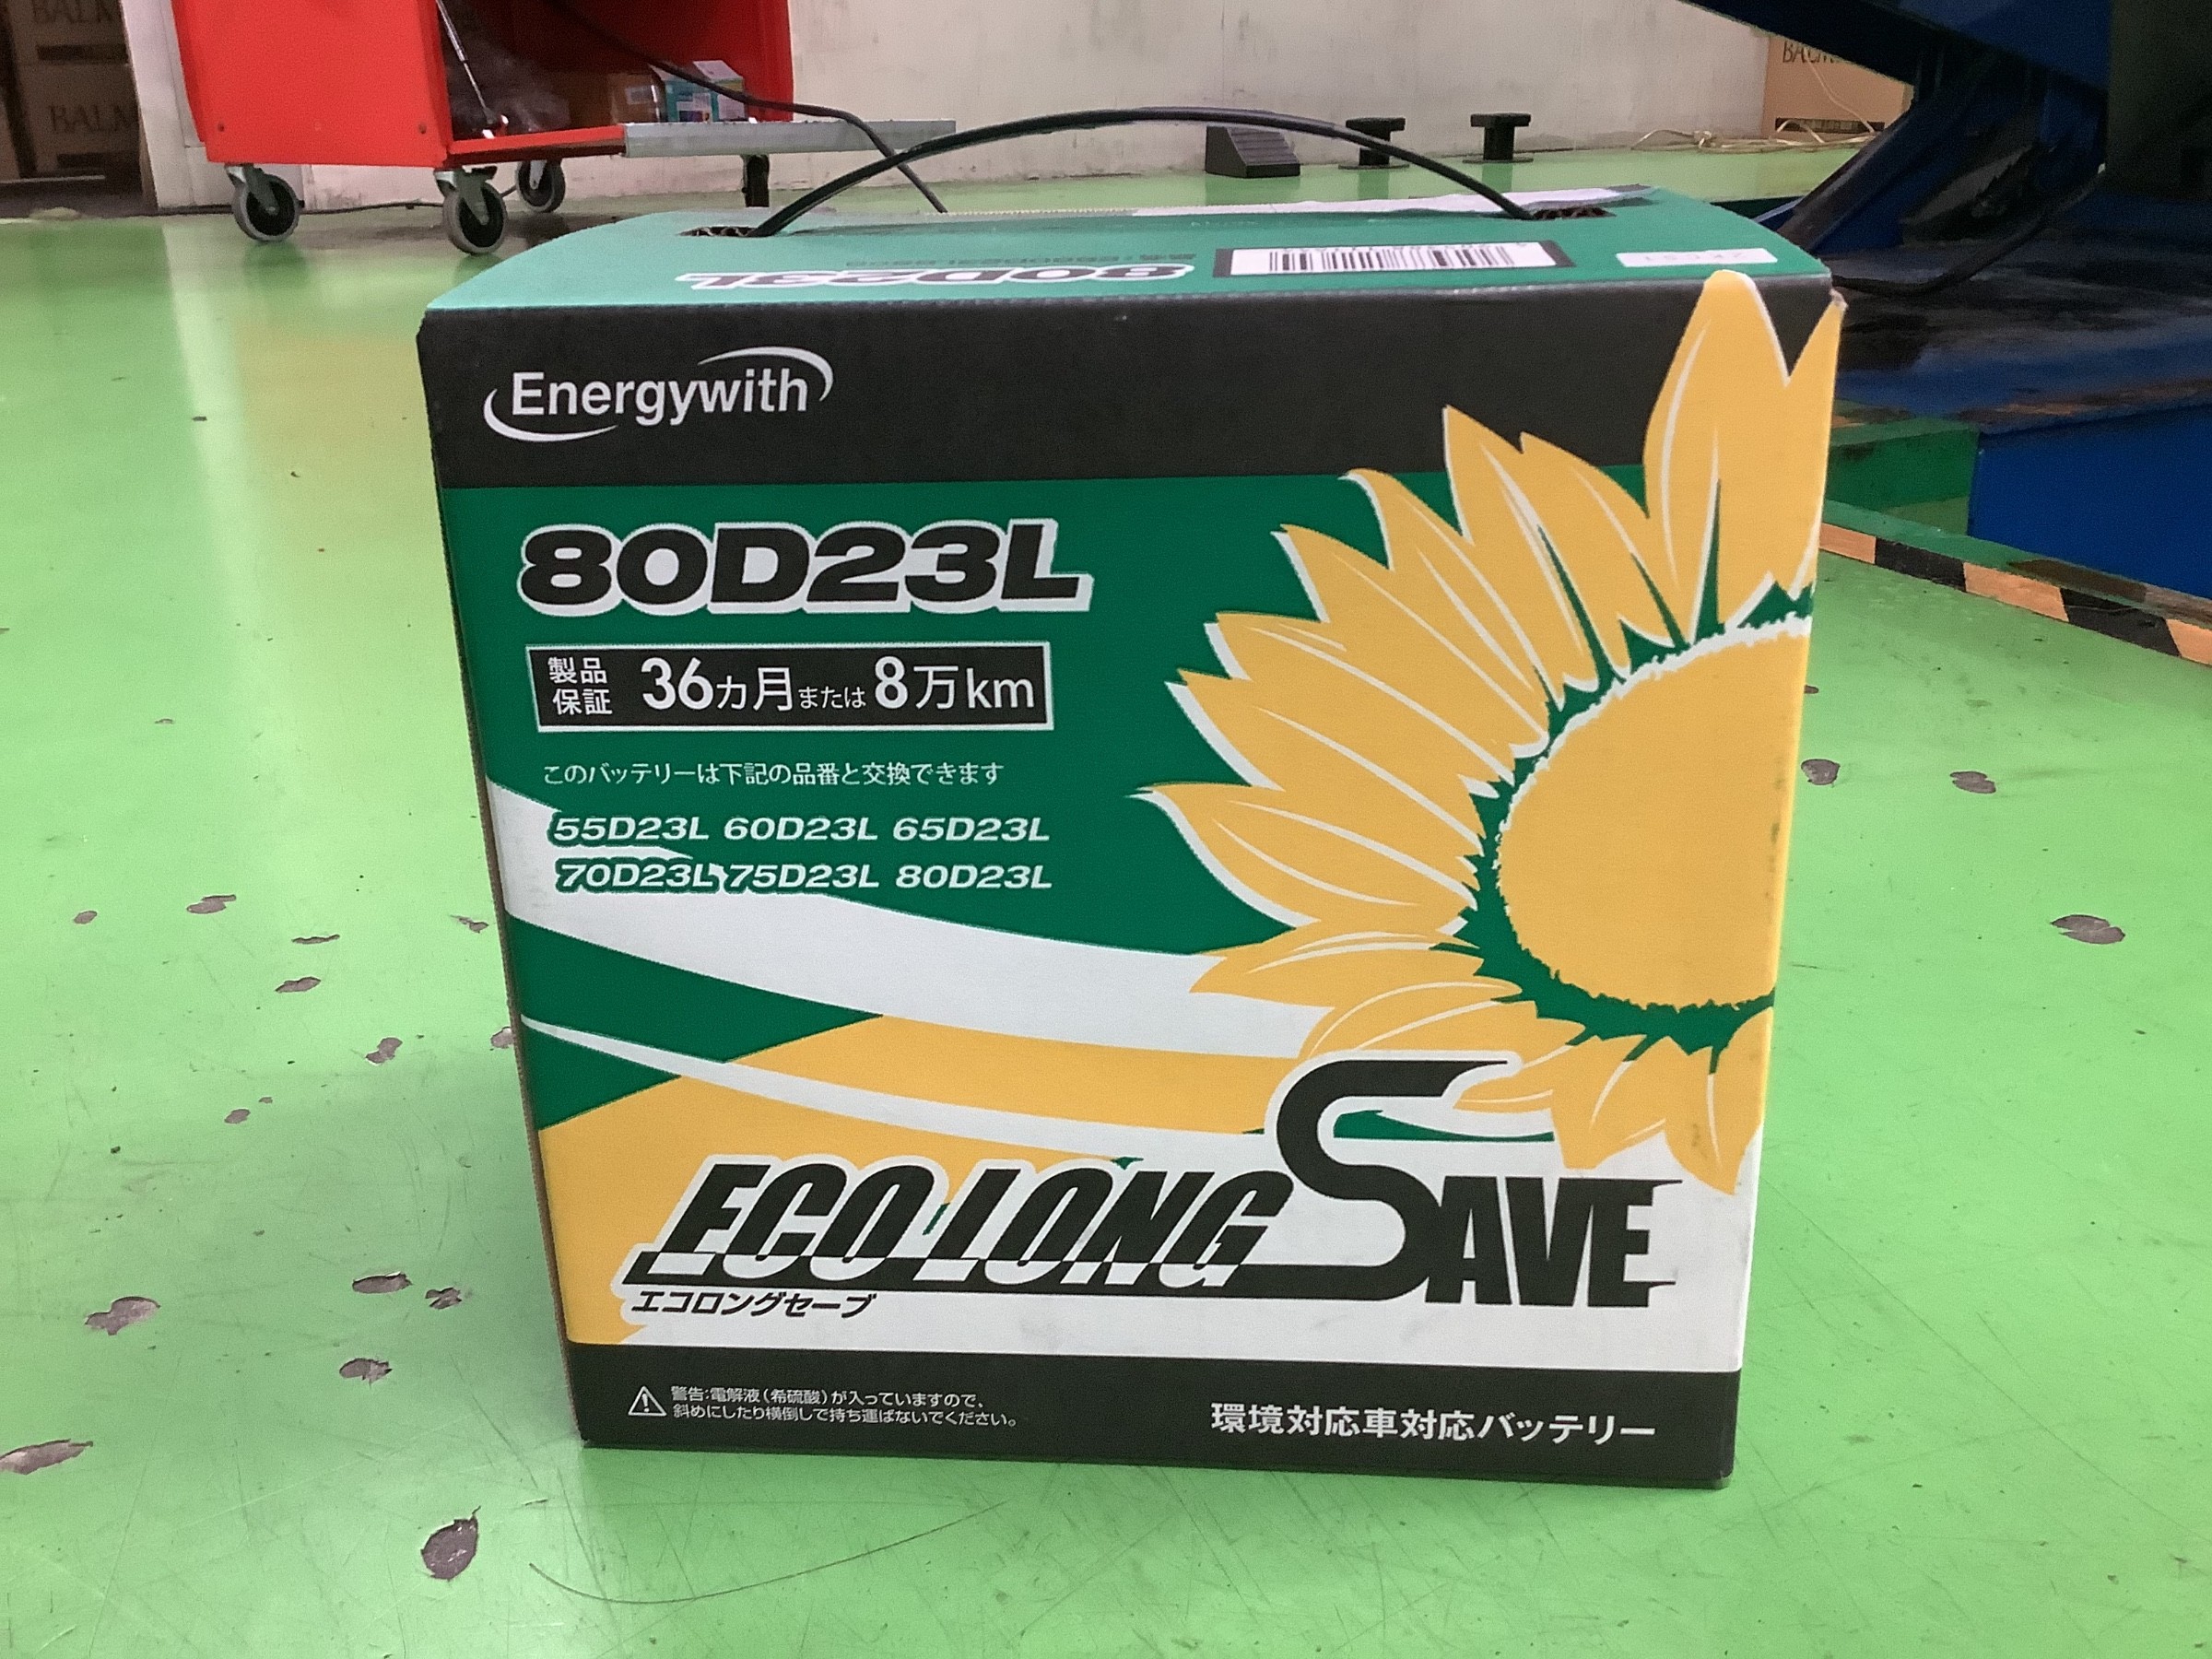 BALM
BALM
80D23L
Energywith
80D23L
製品保証 36カ月または8万km
このバッテリーは下記の品番と交換できます
55D23L 60D23L 65D23L
70D23L 75D23L 80D23L
ECO LONG SAVE
エコロングセーブ
警告:電解液(希硫酸)が入っていますので、
斜めにしたり横倒しで持ち運ばないでください。
環境対応車対応バッテリー